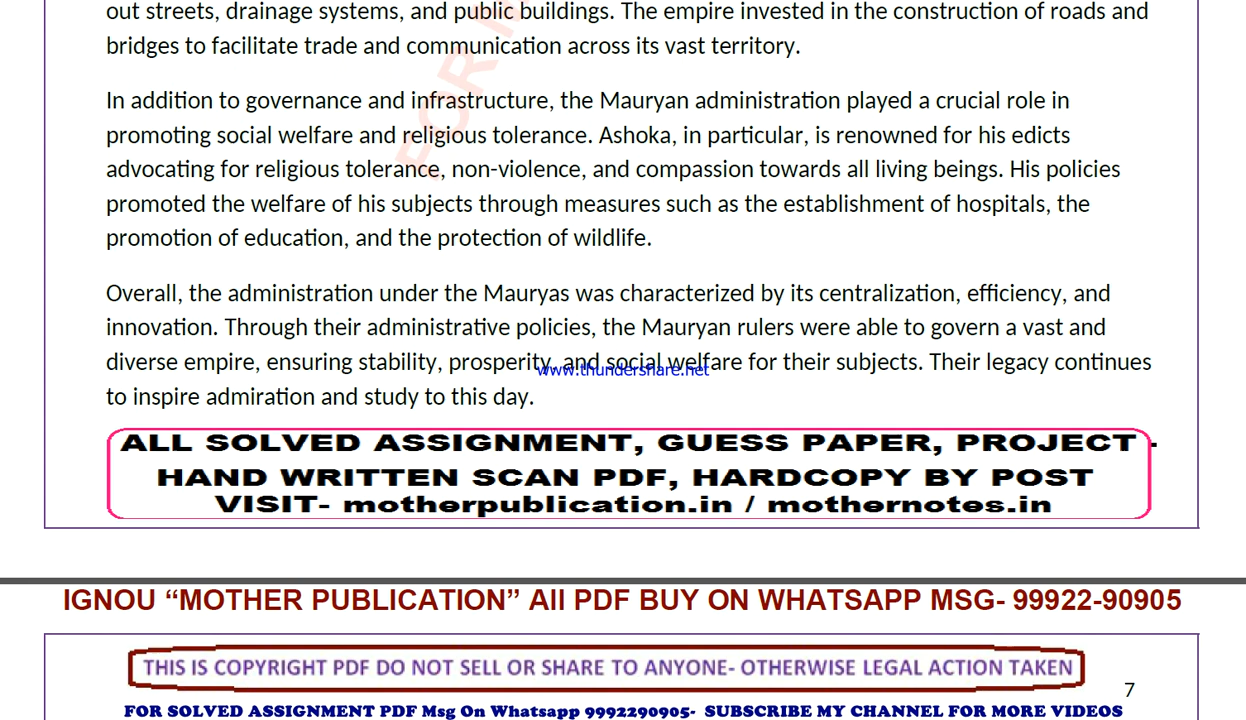 out streets, drainage systems, and public buildings. The empire invested in the construction of roads and
bridges to facilitate trade and communication across its vast territory.
In addition to governance and infrastructure, the Mauryan administration played a crucial role in
promoting social welfare and religious tolerance. Ashoka, in particular, is renowned for his edicts
advocating for religious tolerance, non-violence, and compassion towards all living beings. His policies
promoted the welfare of his subjects through measures such as the establishment of hospitals, the
promotion of education, and the protection of wildlife.
Overall, the administration under the Mauryas was characterized by its centralization, efficiency, and
innovation. Through their administrative policies, the Mauryan rulers were able to govern a vast and
diverse empire, ensuring stability, prosperity, and social welfare for their subjects. Their legacy continues
www.thundershare.net
to inspire admiration and study to this day.
ALL SOLVED ASSIGNMENT, GUESS PAPER, PROJECT -
HAND WRITTEN SCAN PDF, HARDCOPY BY POST
VISIT- motherpublication.in / mothernotes.in
IGNOU “MOTHER PUBLICATION” All PDF BUY ON WHATSAPP MSG- 99922-90905
THIS IS COPYRIGHT PDF DO NOT SELL OR SHARE TO ANYONE- OTHERWISE LEGAL ACTION TAKEN
7
FOR SOLVED ASSIGNMENT PDF Msg On Whatsapp 9992290905- SUBSCRIBE MY CHANNEL FOR MORE VIDEOS
FOR